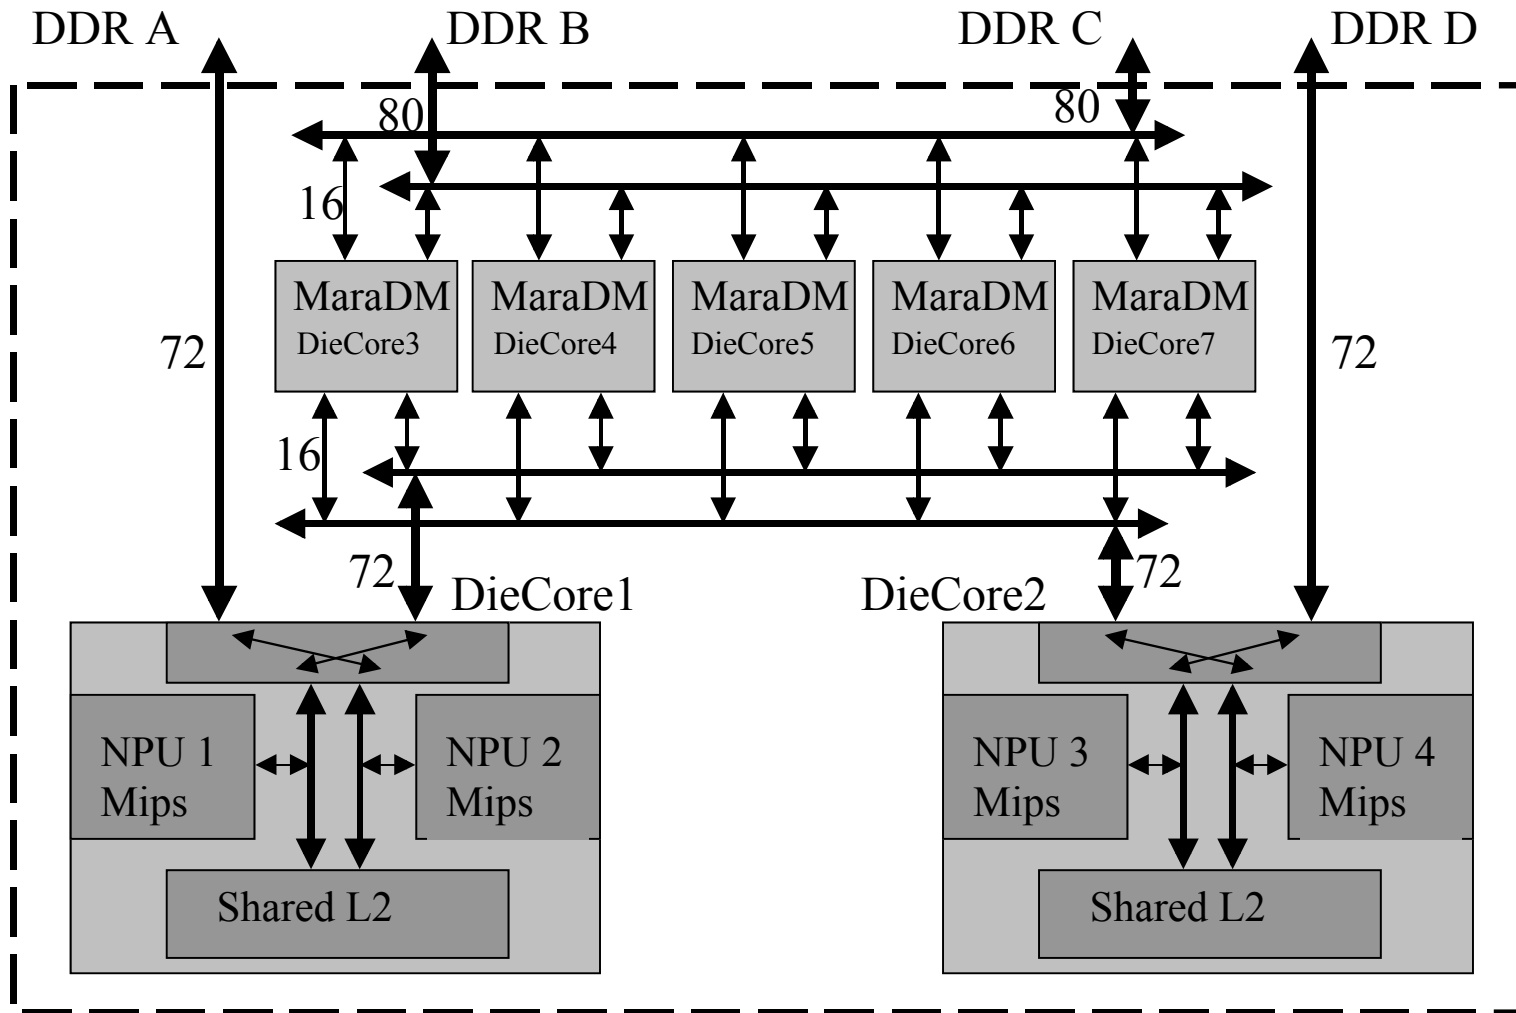 DDR A
DDR B
DDR C
DDR D
80
80
16
MaraDM
DieCore3
MaraDM
DieCore4
MaraDM
DieCore5
MaraDM
DieCore6
MaraDM
DieCore7
72
72
16
72
DieCore1
DieCore2
72
NPU 1
Mips
NPU 2
Mips
NPU 3
Mips
NPU 4
Mips
Shared L2
Shared L2